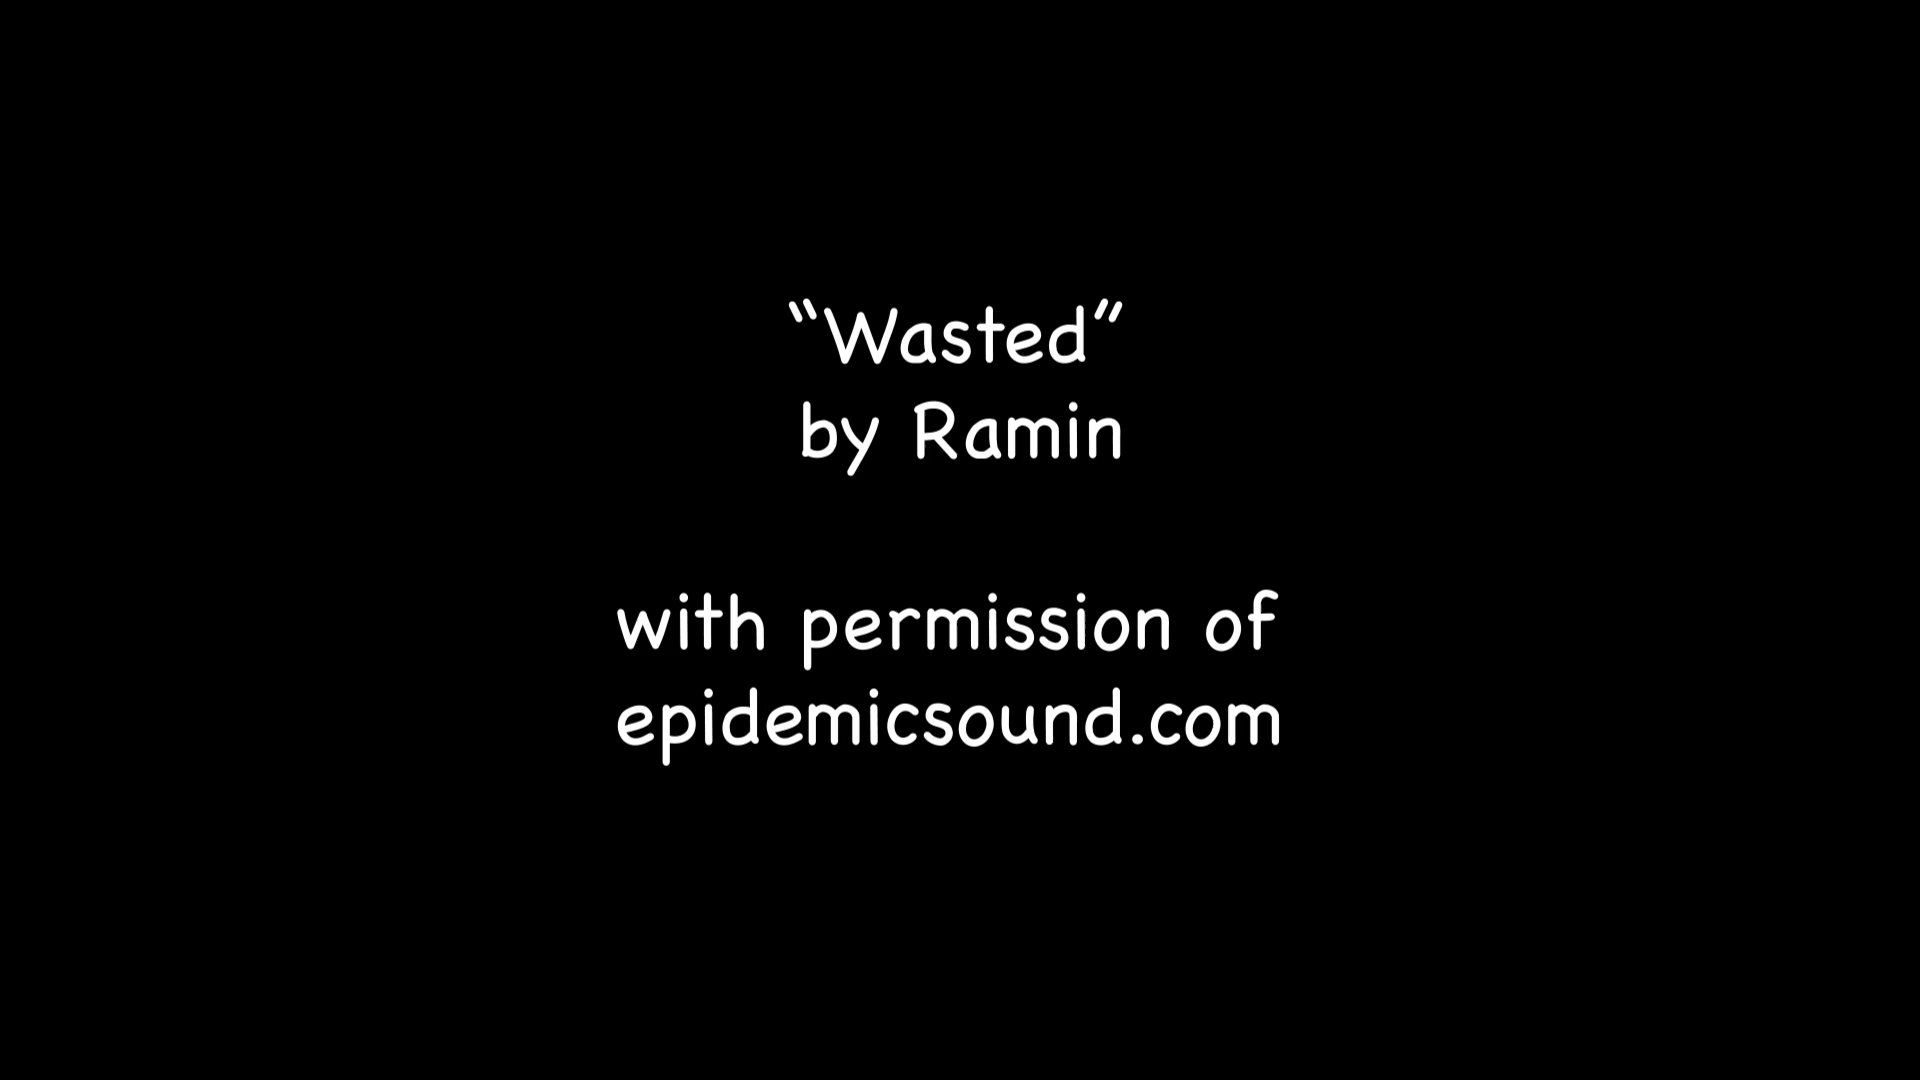 “Wasted”
by Ramin
with permission of
epidemicsound.com